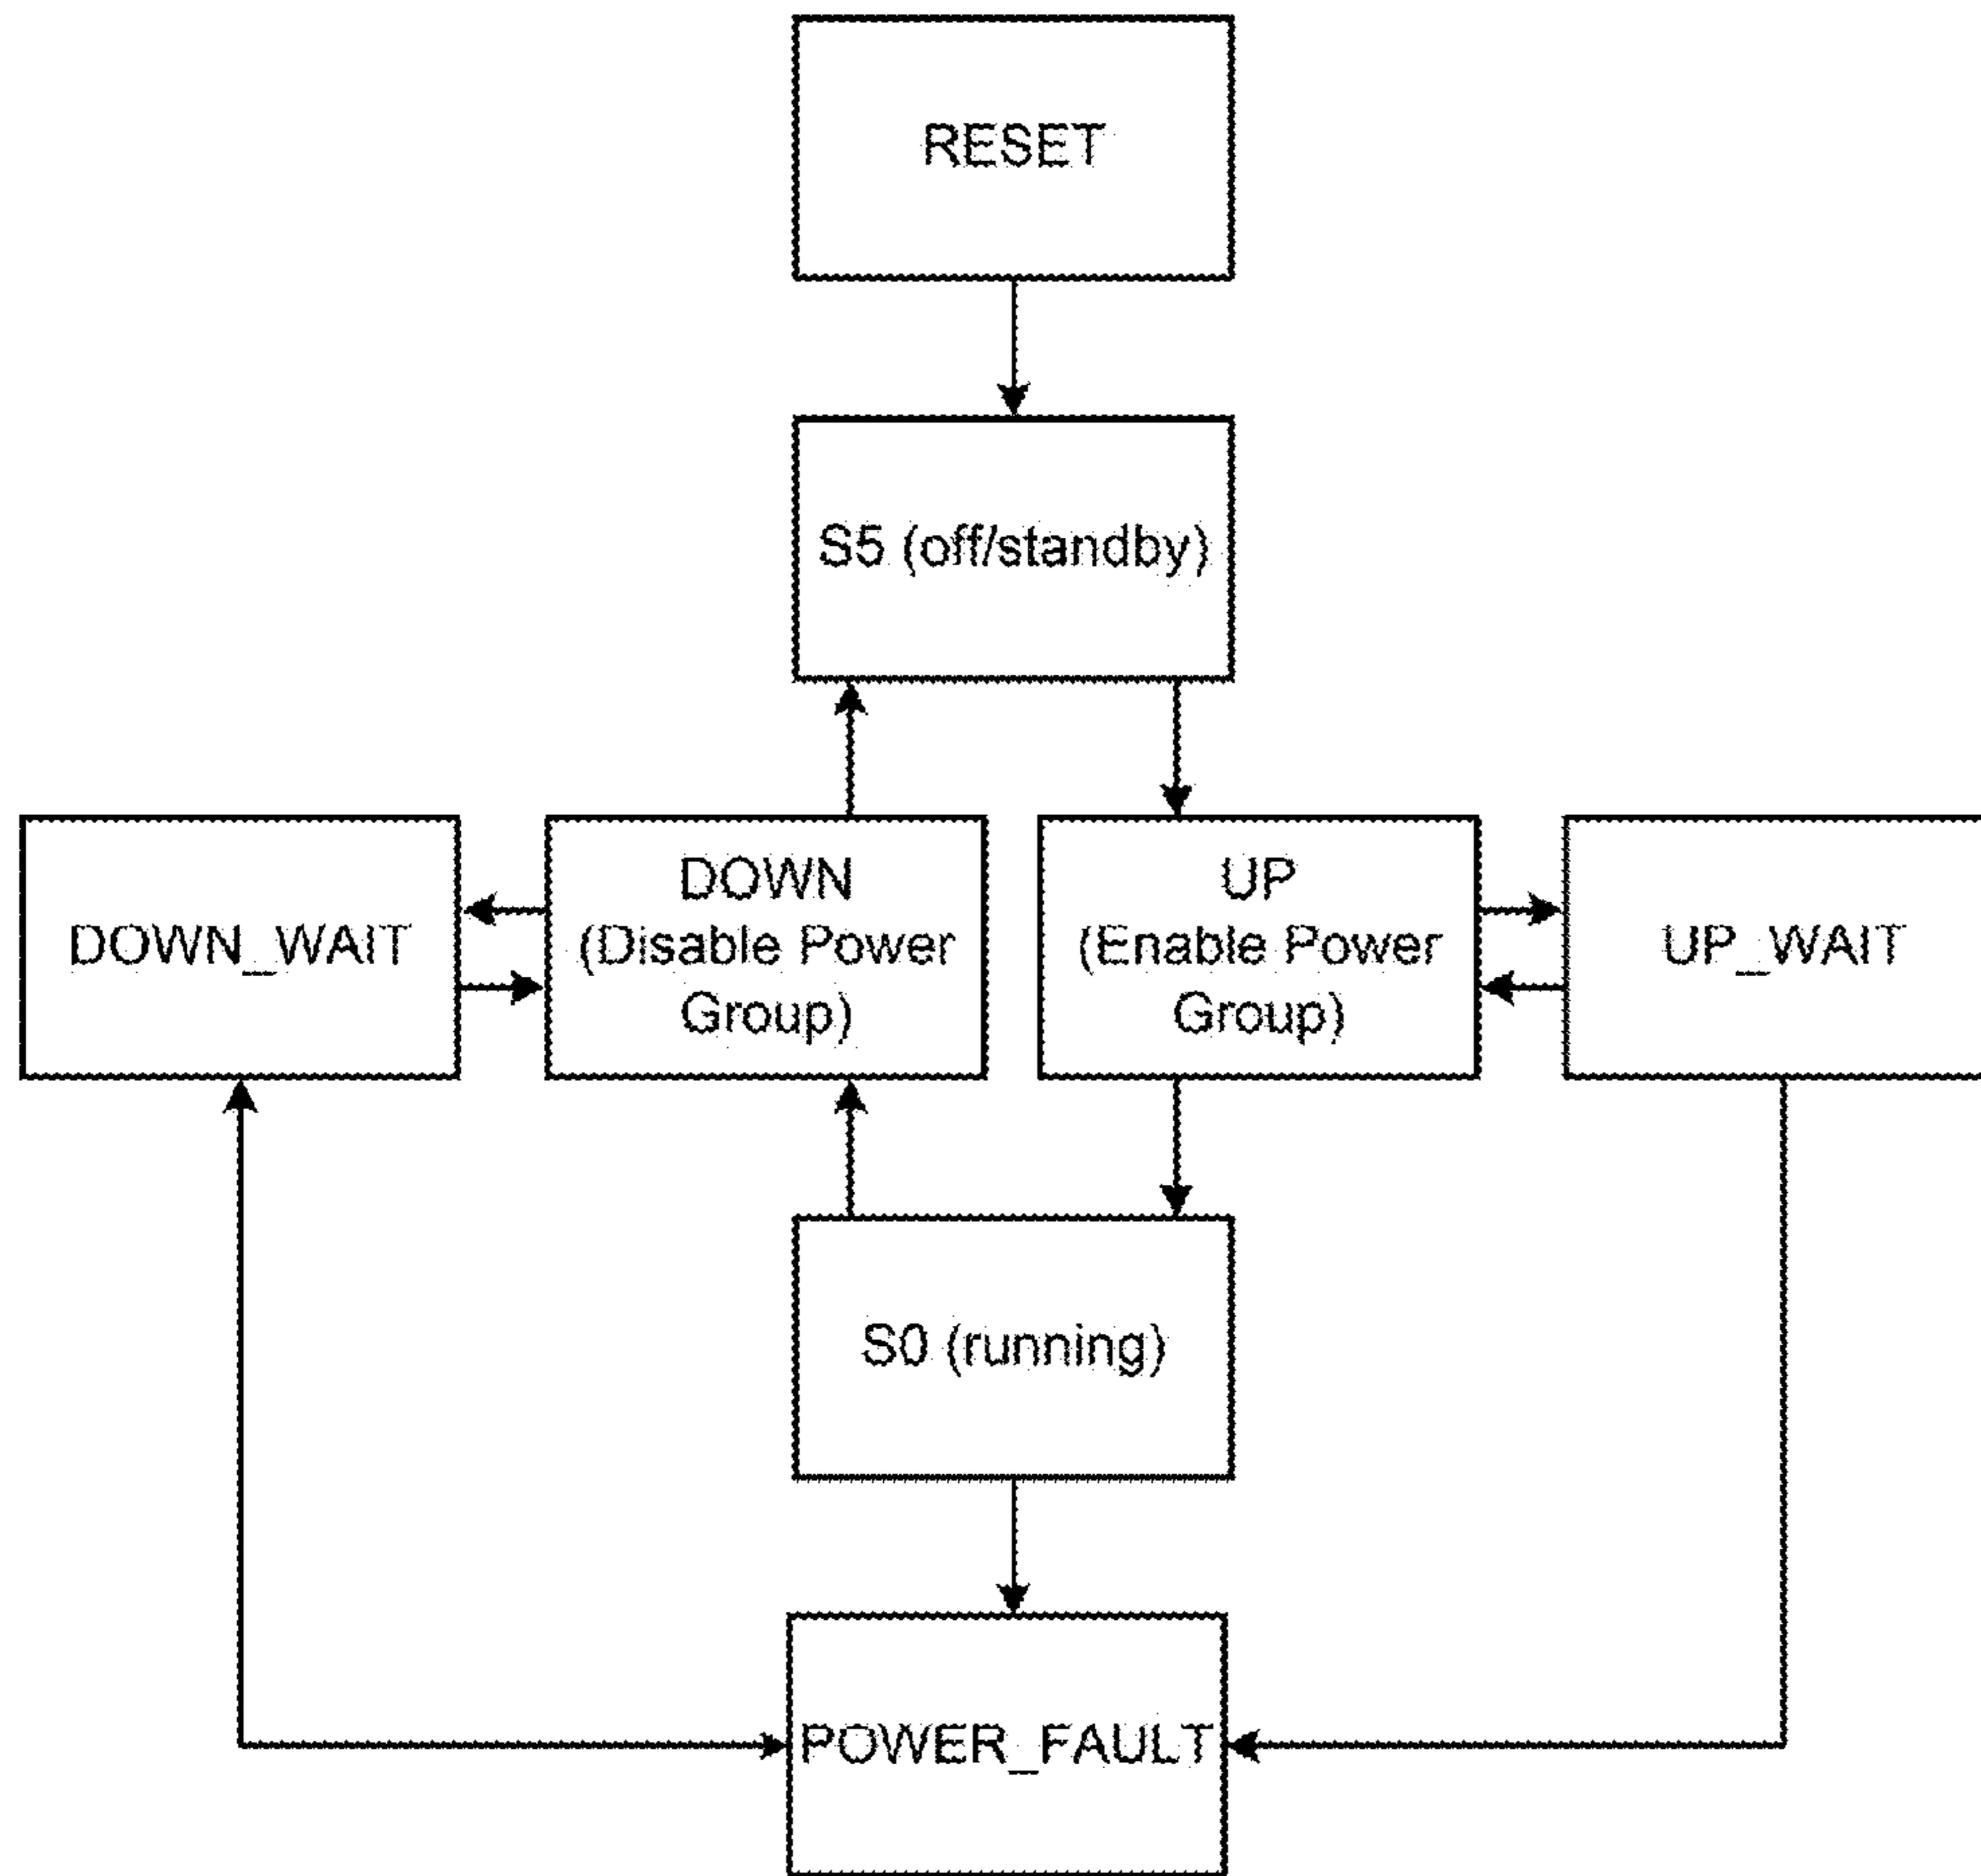 RESET
S5 (off/standby)
DOWN_WAIT
DOWN
(Disable Power
Group)
UP
(Enable Power
Group)
UP_WAIT
S0 (running)
POWER_FAULT